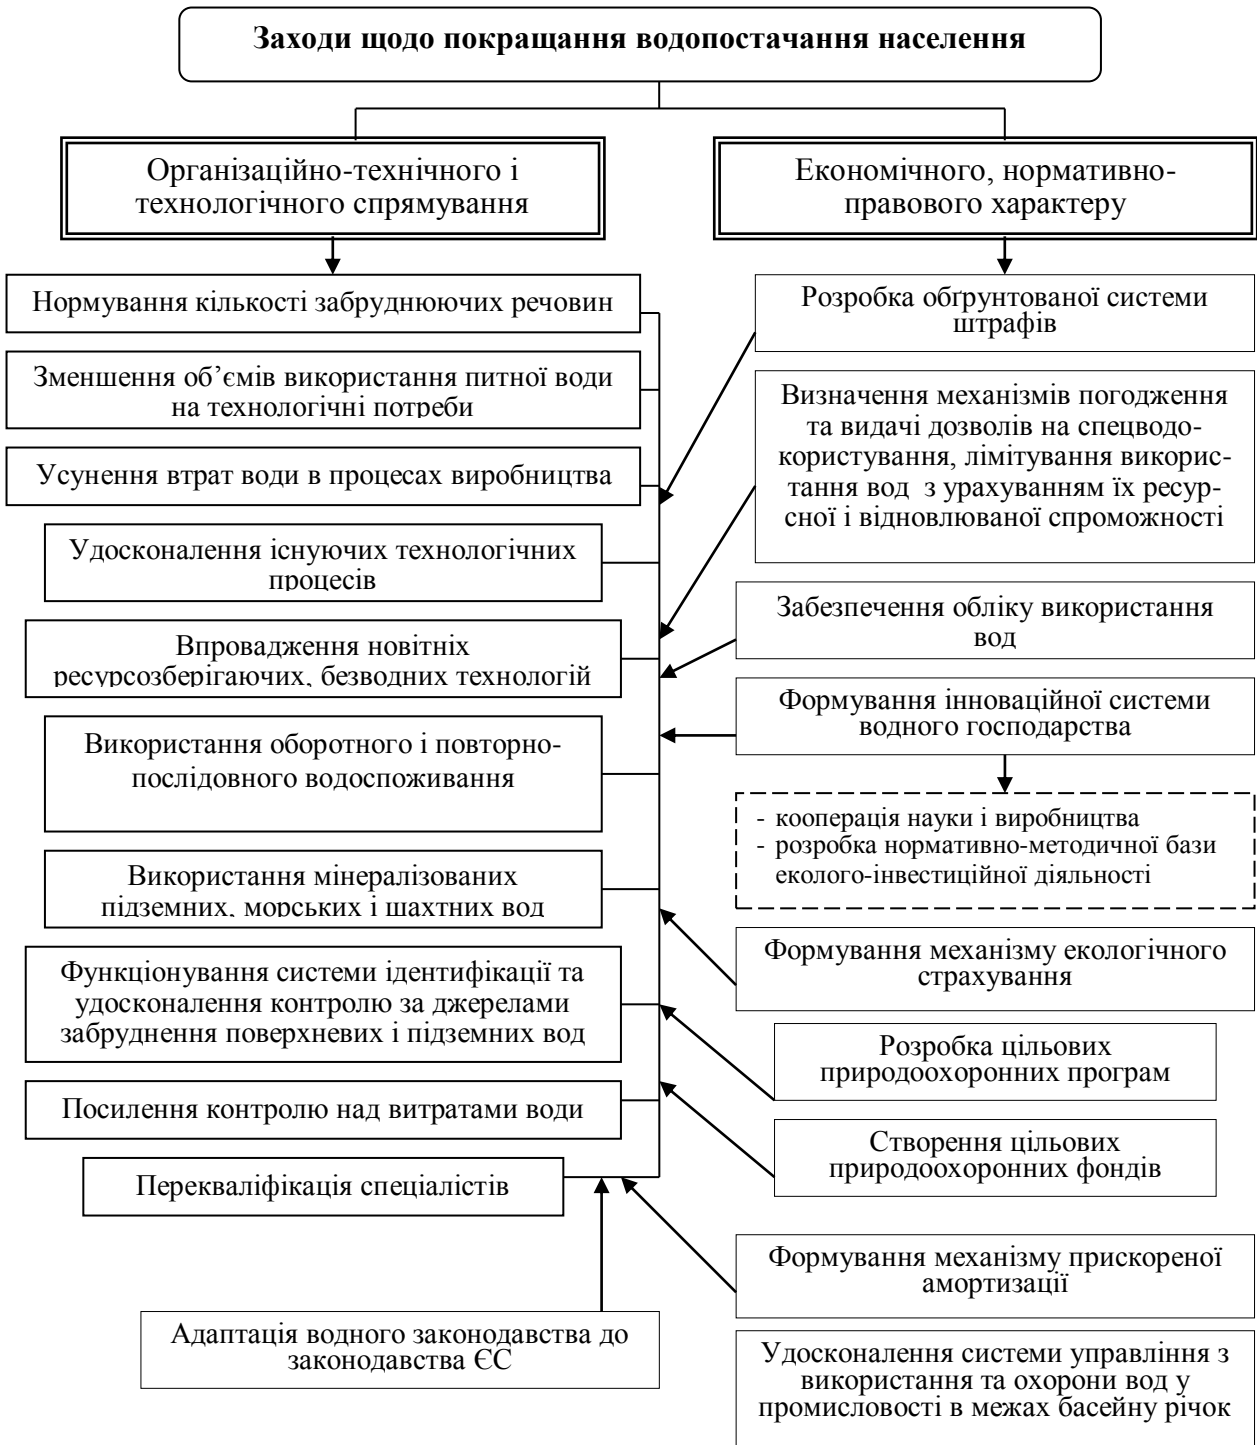 Заходи щодо покращання водопостачання населення
Організаційно-технічного і
технологічного спрямування
Економічного, нормативно-
правового характеру
Нормування кількості забруднюючих речовин
Зменшення об’ємів використання питної води
на технологічні потреби
Усунення втрат води в процесах виробництва
Удосконалення існуючих технологічних
процесів
Впровадження новітніх
ресурсозберігаючих, безводних технологій
Використання оборотного і повторно-
послідовного водоспоживання
Використання мінералізованих
підземних, морських і шахтних вод
Функціонування системи ідентифікації та
удосконалення контролю за джерелами
забруднення поверхневих і підземних вод
Посилення контролю над витратами води
Перекваліфікація спеціалістів
Адаптація водного законодавства до
законодавства ЄС
Розробка обґрунтованої системи
штрафів
Визначення механізмів погодження
та видачі дозволів на спецводо-
користування, лімітування викорис-
тання вод з урахуванням їх ресур-
сної і відновлюваної спроможності
Забезпечення обліку використання
вод
Формування інноваційної системи
водного господарства
- кооперація науки і виробництва
- розробка нормативно-методичної бази
еколого-інвестиційної діяльності
Формування механізму екологічного
страхування
Розробка цільових
природоохоронних програм
Створення цільових
природоохоронних фондів
Формування механізму прискореної
амортизації
Удосконалення системи управління з
використання та охорони вод у
промисловості в межах басейну річок